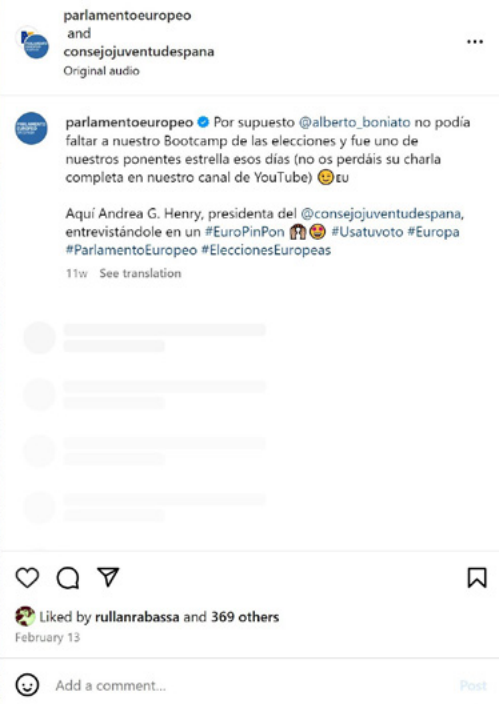 parlamentoeuropeo
and
consejojuventudespana
Original audio
parlamentoeuropeo Por supuesto @alberto_boniato no podía
faltar a nuestro Bootcamp de las elecciones y fue uno de
nuestros ponentes estrella esos días (no os perdáis su charla
completa en nuestro canal de YouTube) 😉EU
Aquí Andrea G. Henry, presidenta del @consejojuventudespana,
entrevistándole en un #EuroPinPon 🙌😍 #Usatuvoto #Europa
#ParlamentoEuropeo #EleccionesEuropeas
11w See translation
Liked by rullanrabassa and 369 others
February 13
Add a comment...
Post